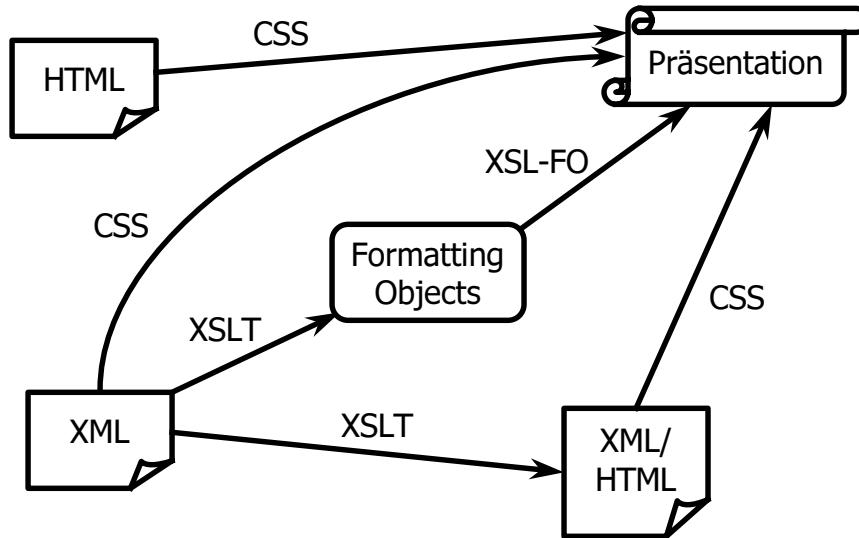 CSS
HTML
Präsentation
XSL-FO
CSS
Formatting
Objects
CSS
XSLT
XML
XSLT
XML/
HTML